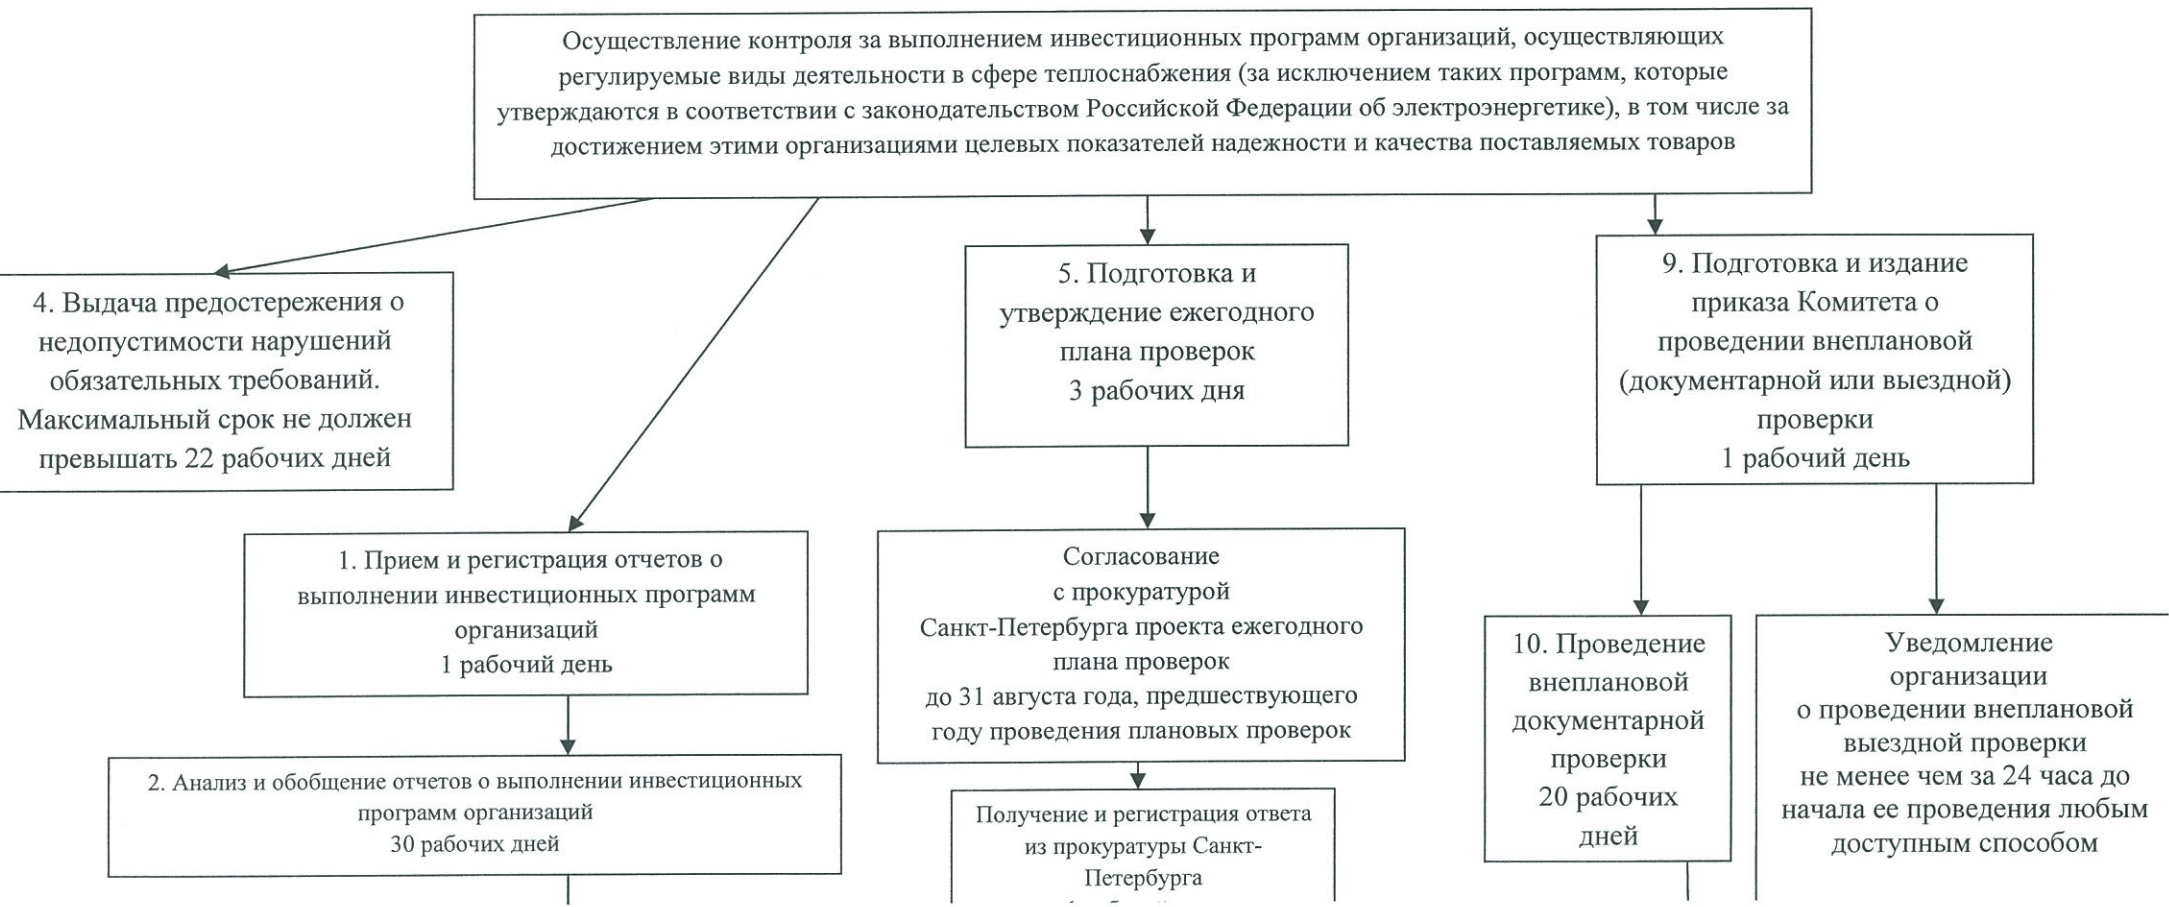 Осуществление контроля за выполнением инвестиционных программ организаций, осуществляющих
регулируемые виды деятельности в сфере теплоснабжения (за исключением таких программ, которые
утверждаются в соответствии с законодательством Российской Федерации об электроэнергетике), в том числе за
достижением этими организациями целевых показателей надежности и качества поставляемых товаров
4. Выдача предостережения о
недопустимости нарушений
обязательных требований.
Максимальный срок не должен
превышать 22 рабочих дней
1. Прием и регистрация отчетов о
выполнении инвестиционных программ
организаций
1 рабочий день
2. Анализ и обобщение отчетов о выполнении инвестиционных
программ организаций
30 рабочих дней
5. Подготовка и
утверждение ежегодного
плана проверок
3 рабочих дня
Согласование
с прокуратурой
Санкт-Петербурга проекта ежегодного
плана проверок
до 31 августа года, предшествующего
году проведения плановых проверок
Получение и регистрация ответа
из прокуратуры Санкт-
Петербурга
9. Подготовка и издание
приказа Комитета о
проведении внеплановой
(документарной или выездной)
проверки
1 рабочий день
10. Проведение
внеплановой
документарной
проверки
20 рабочих
дней
Уведомление
организации
о проведении внеплановой
выездной проверки
не менее чем за 24 часа до
начала ее проведения любым
доступным способом